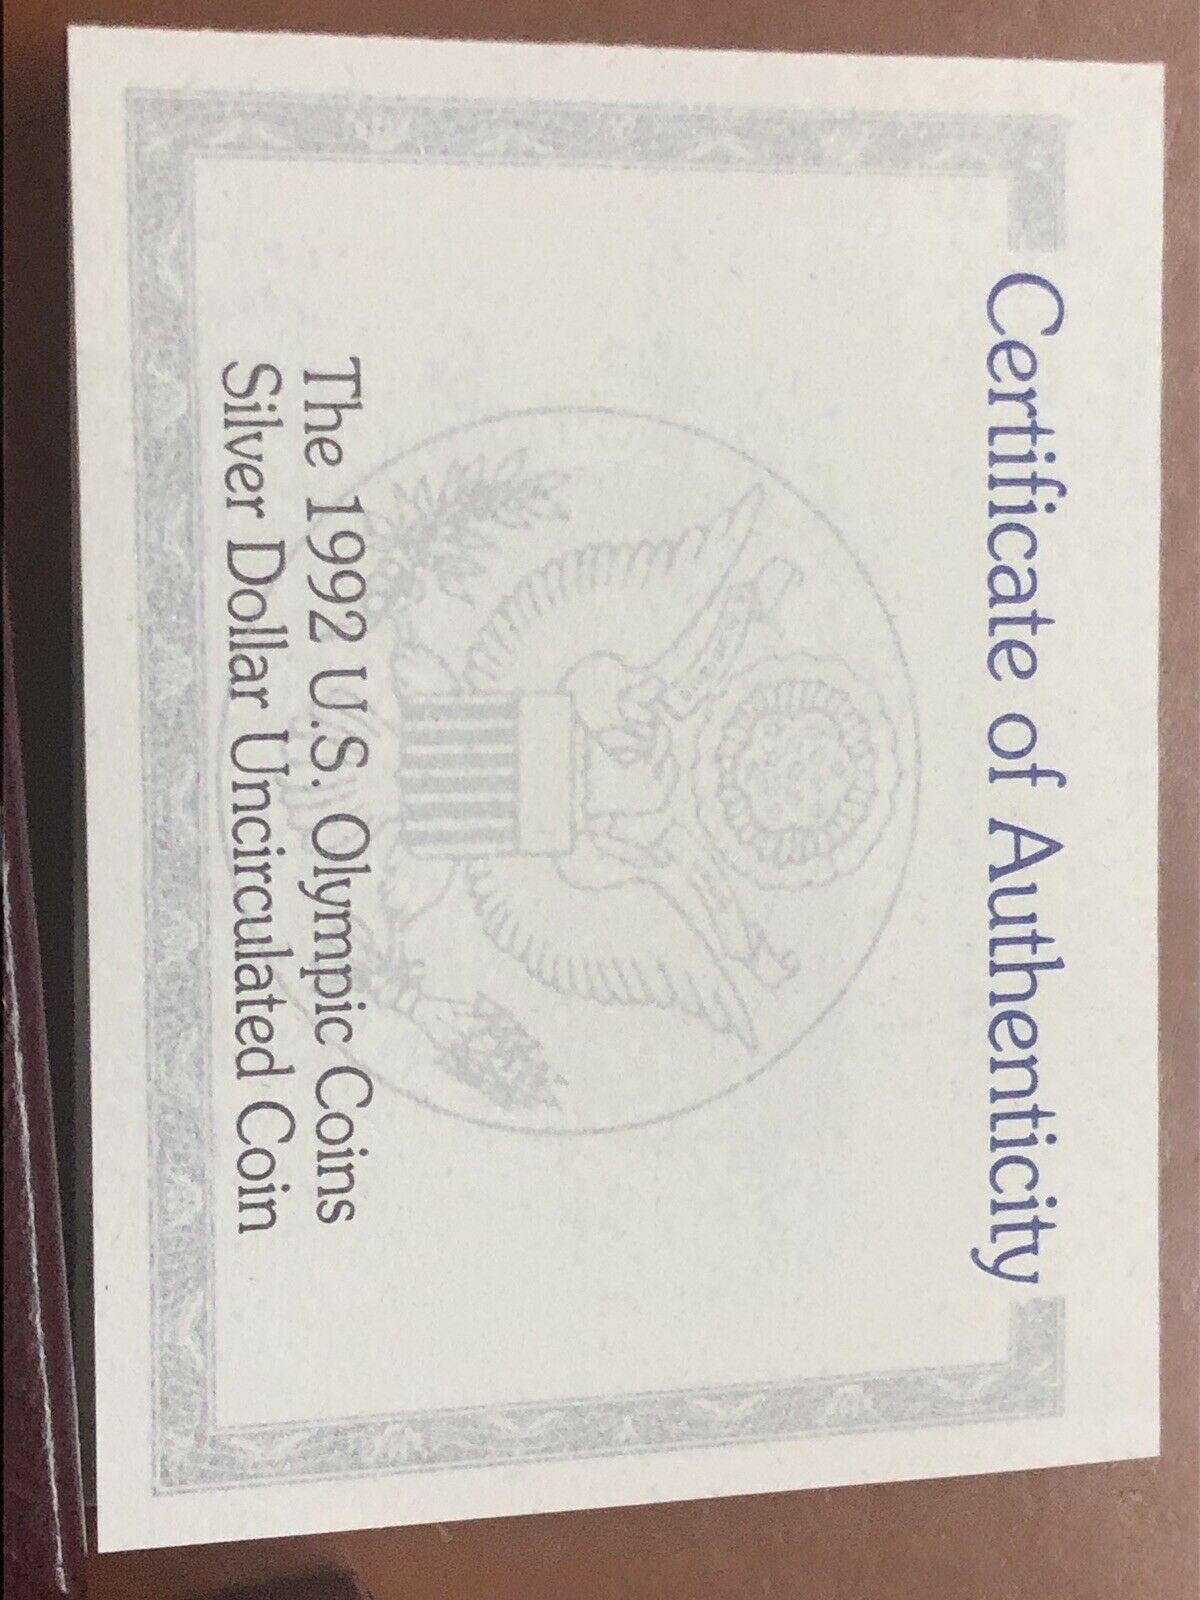 Certificate of Authenticity
The 1992 U.S. Olympic Coins
Silver Dollar Uncirculated Coin